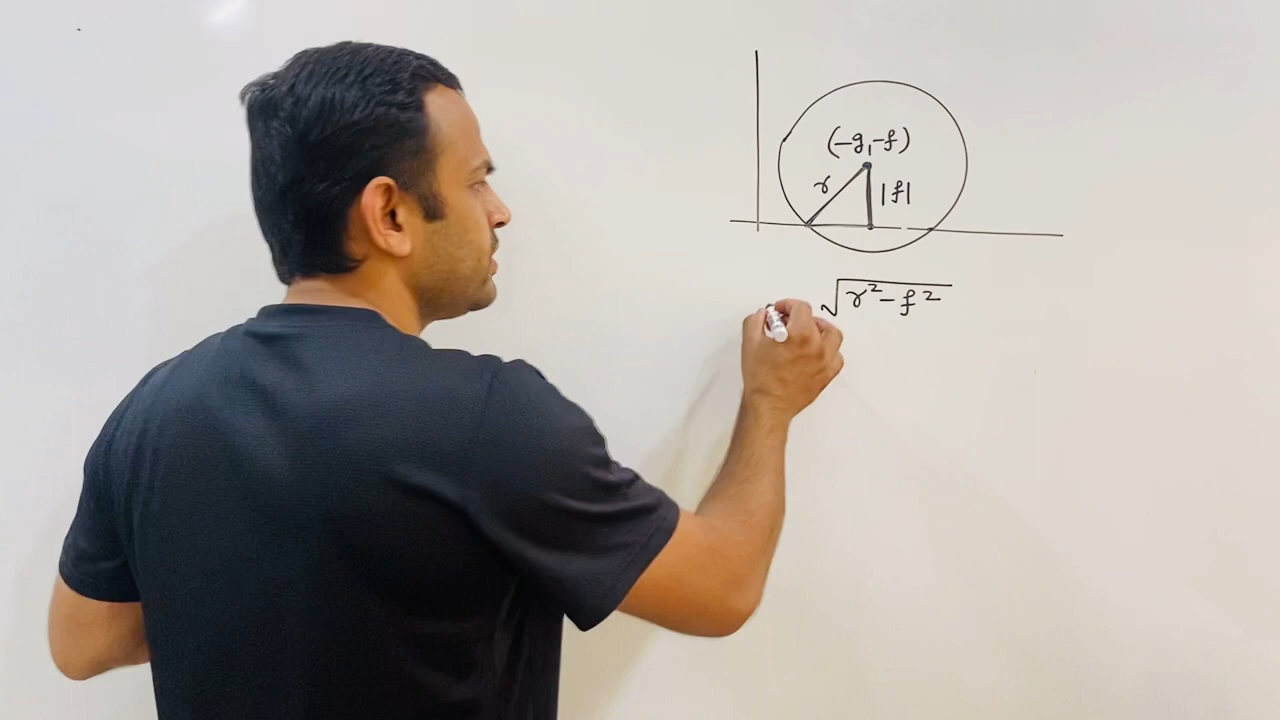 (-g,-f)
r |f|
√r²-f²